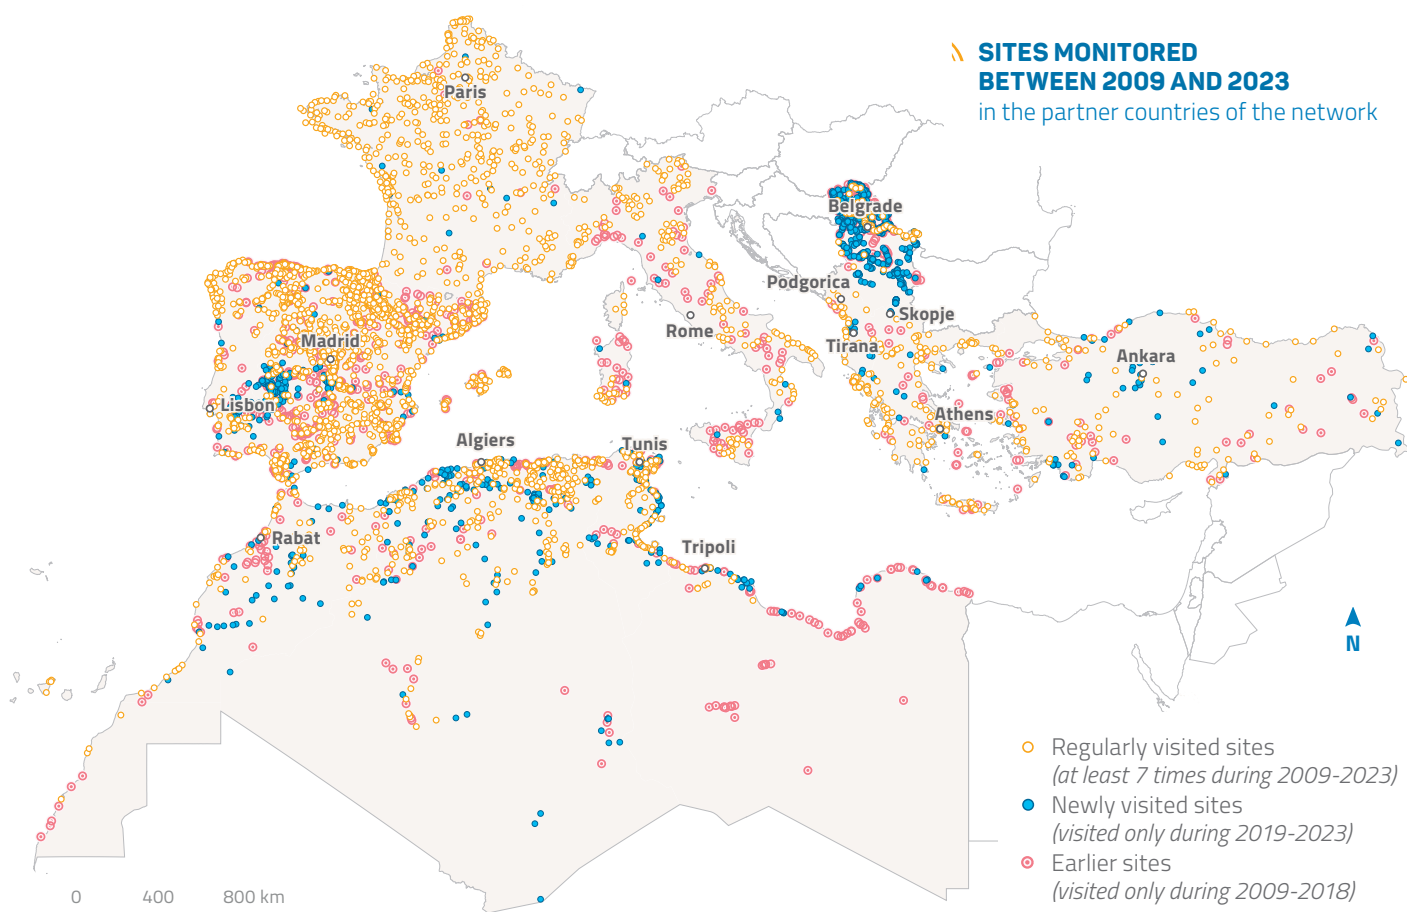 SITES MONITORED
BETWEEN 2009 AND 2023
in the partner countries of the network
Paris
Belgrade
Podgorica
Skopje
Rome
Tirana
Madrid
Ankara
Lisbon
Athens
Algiers
Tunis
Rabat
Tripoli
N
Regularly visited sites
(at least 7 times during 2009-2023)
Newly visited sites
(visited only during 2019-2023)
Earlier sites
(visited only during 2009-2018)
0 400 800 km